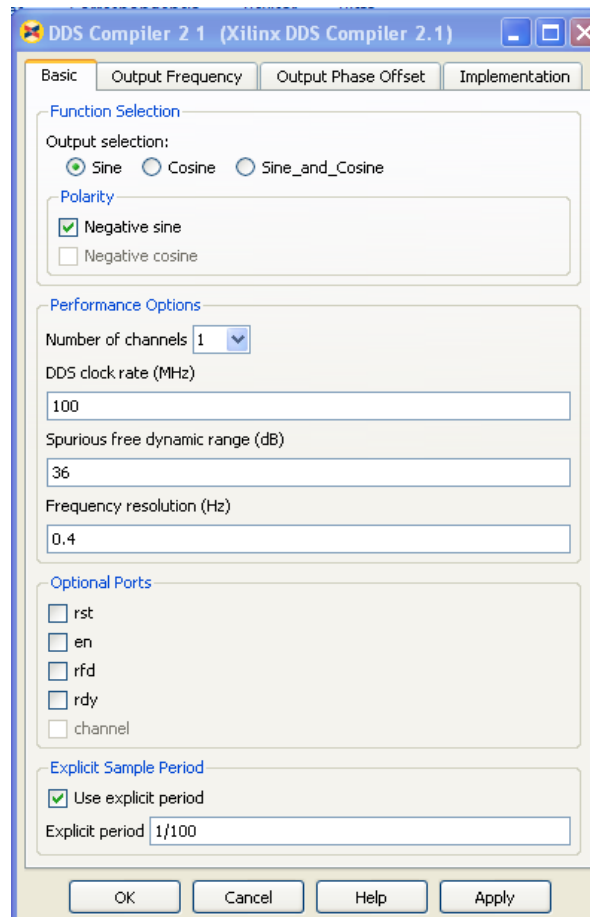 DDS Compiler 2 1 (Xilinx DDS Compiler 2.1)
Basic Output Frequency Output Phase Offset Implementation
Function Selection
Output selection:
Sine Cosine Sine_and_Cosine
Polarity
Negative sine
Negative cosine
Performance Options
Number of channels 1
DDS clock rate (MHz)
100
Spurious free dynamic range (dB)
36
Frequency resolution (Hz)
0.4
Optional Ports
rst
en
rfd
rdy
channel
Explicit Sample Period
Use explicit period
Explicit period 1/100
OK Cancel Help Apply